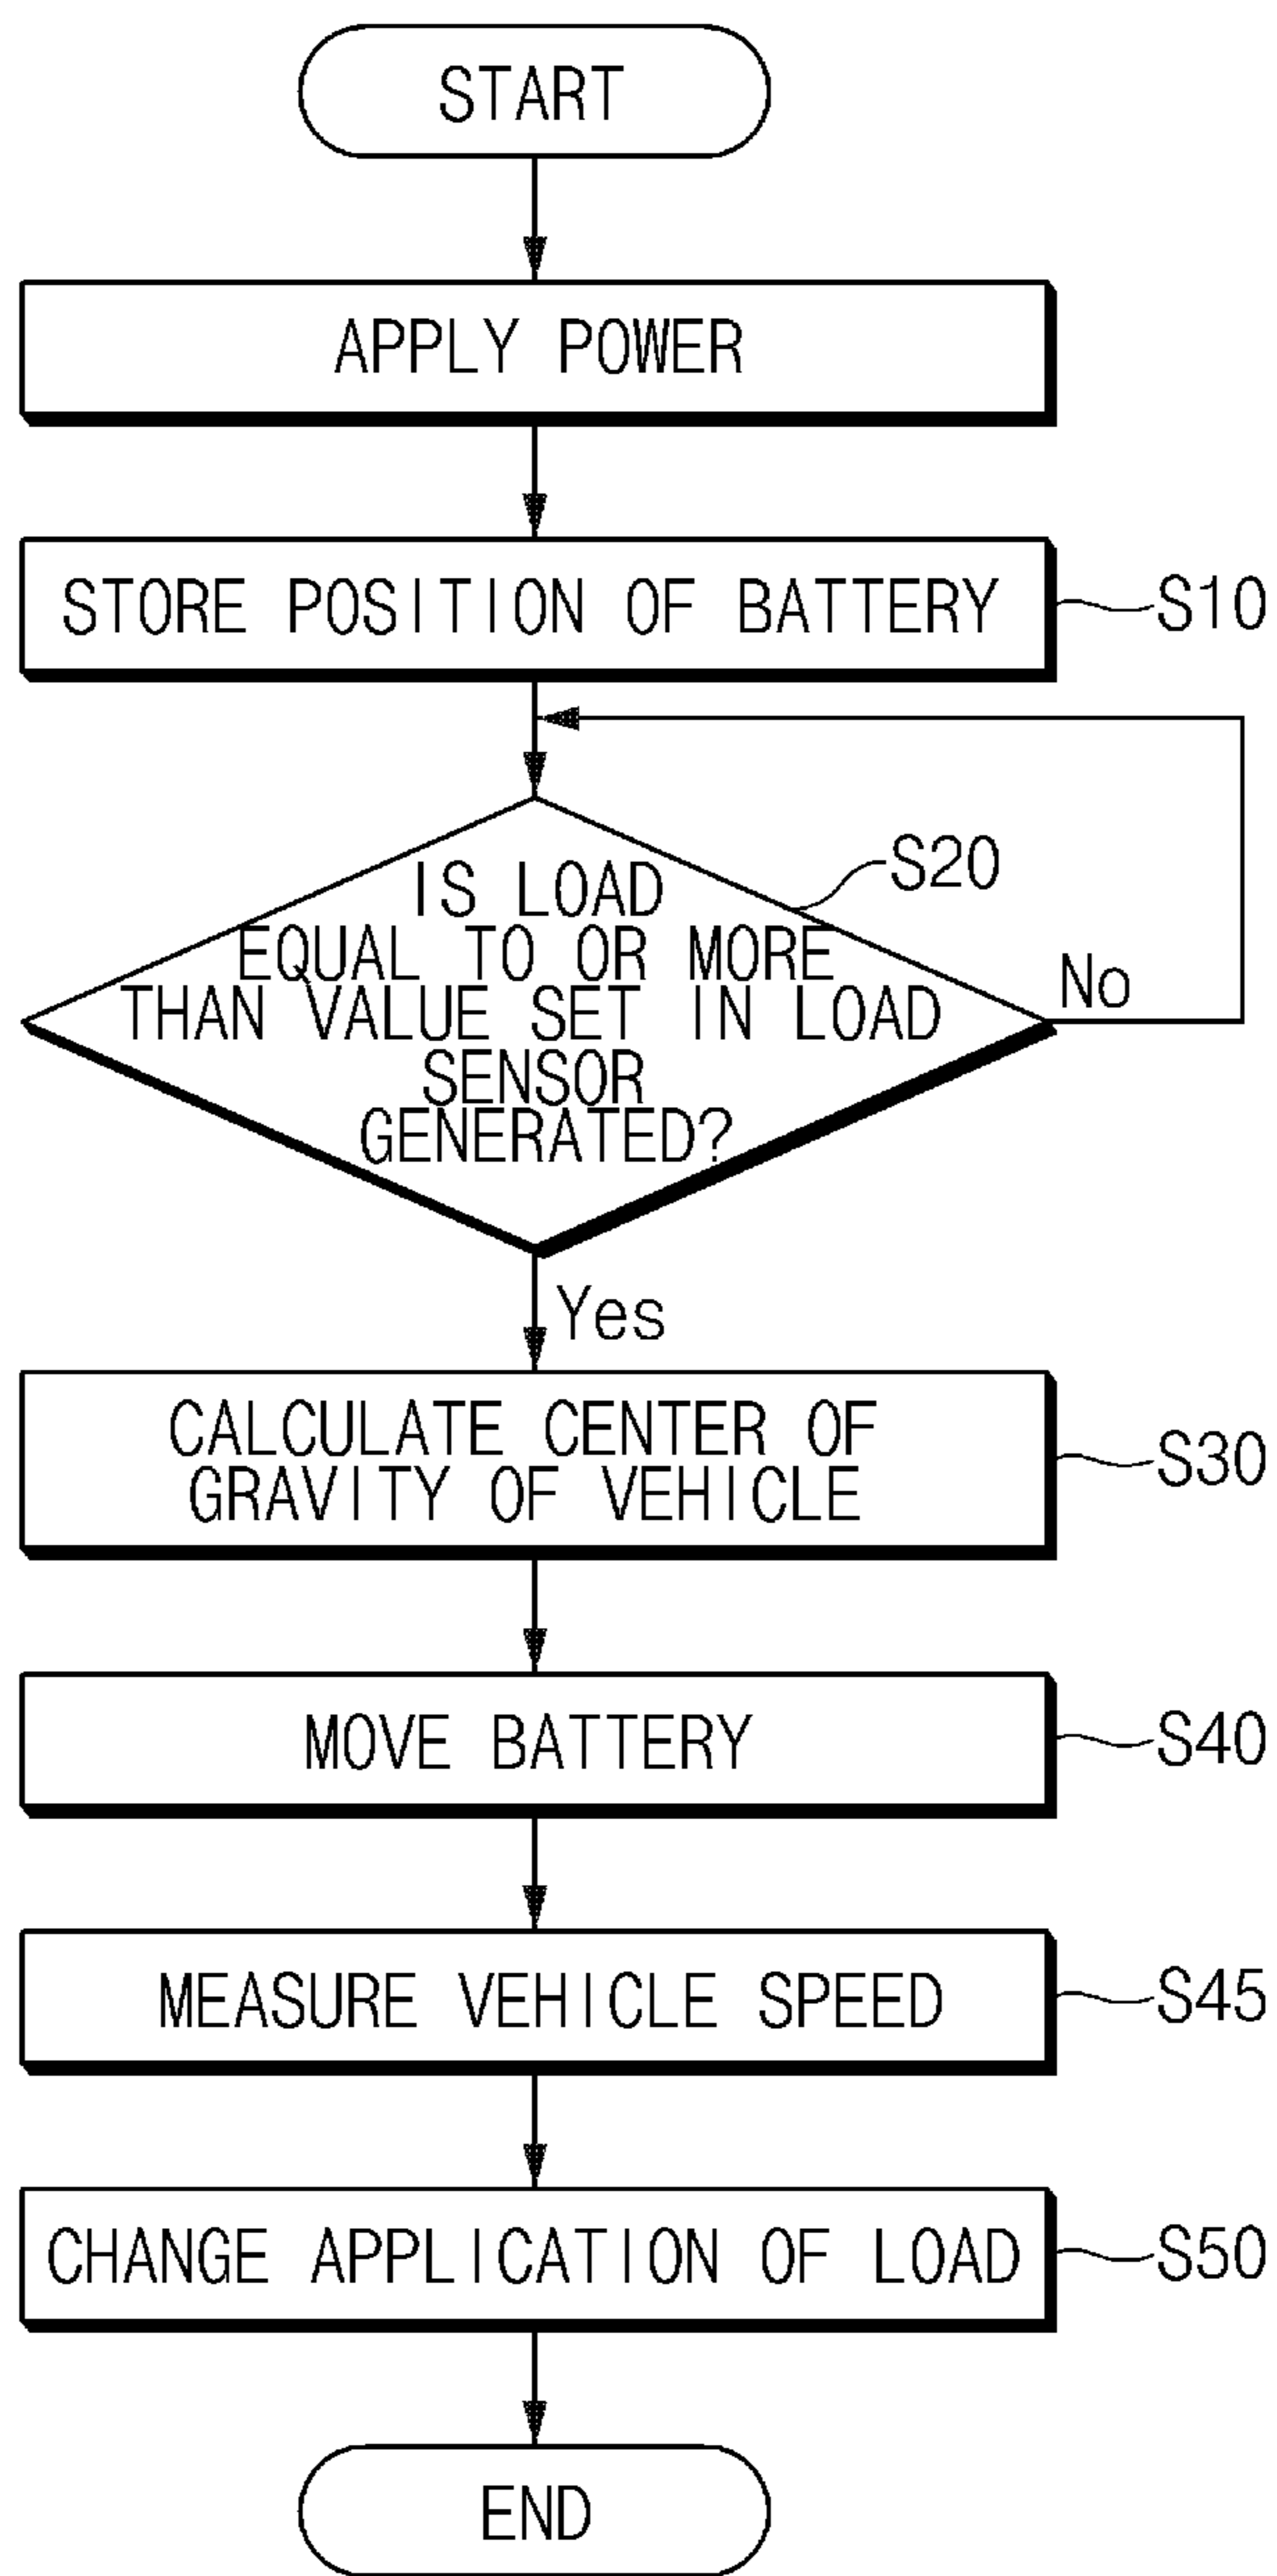 START
APPLY POWER
STORE POSITION OF BATTERY
S10
S20
IS LOAD
EQUAL TO OR MORE
THAN VALUE SET IN LOAD
SENSOR
GENERATED?
No
Yes
CALCULATE CENTER OF
GRAVITY OF VEHICLE
S30
MOVE BATTERY
S40
MEASURE VEHICLE SPEED
S45
CHANGE APPLICATION OF LOAD
S50
END